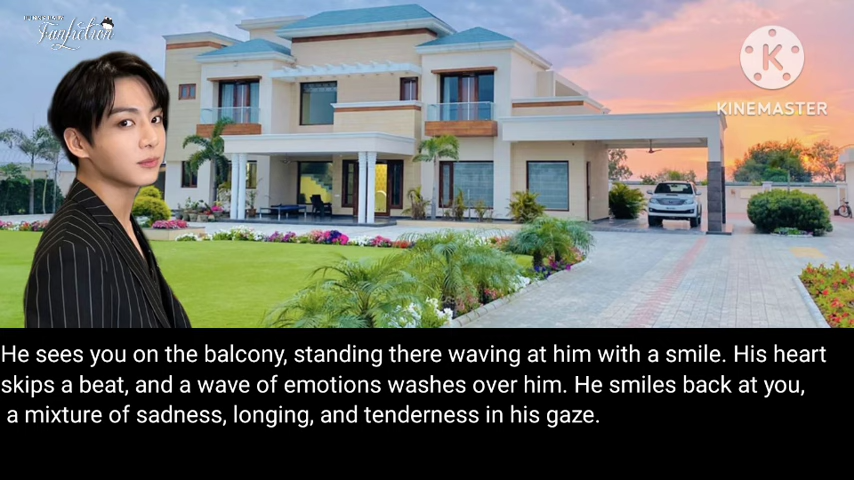 Fanfiction
K
KINEMASTER
He sees you on the balcony, standing there waving at him with a smile. His heart
skips a beat, and a wave of emotions washes over him. He smiles back at you,
a mixture of sadness, longing, and tenderness in his gaze.